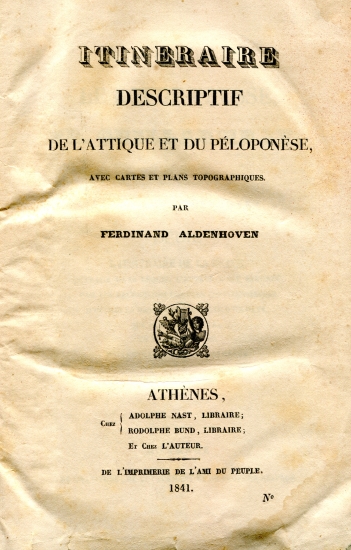 ITINERAIRE
DESCRIPTIF
DE L'ATTIQUE ET DU PÉLOPONÈSE,
AVEC CARTES ET PLANS TOPOGRAPHIQUES.
PAR
FERDINAND ALDENHOVEN
ATHÈNES,
Chez
ADOLPHE NAST, LIBRAIRE;
RODOLPHE BUND, LIBRAIRE;
Et Chez L'AUTEUR.
DE L'IMPRIMERIE DE L'AMI DU PEUPLE.
1841.
Nº